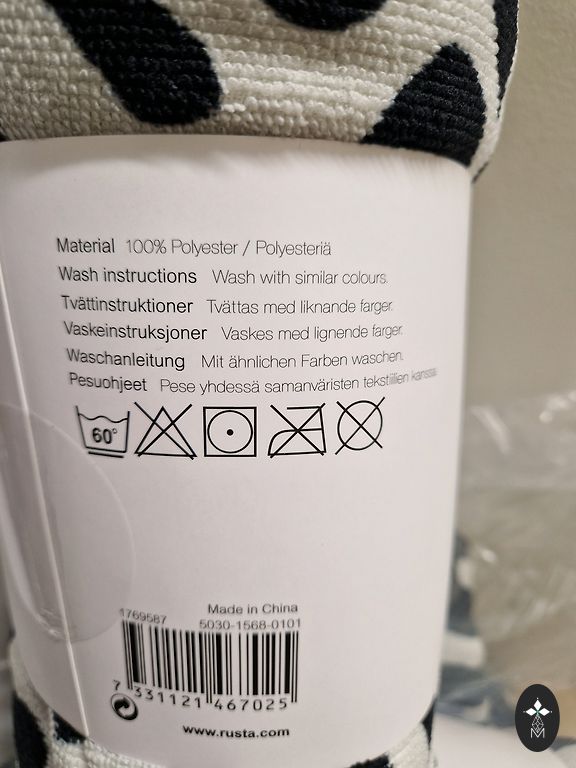 Material 100% Polyester / Polyesteriä
Wash instructions Wash with similar colours.
Tvättinstruktioner Tvättas med liknande farger.
Vaskeinstruksjoner Vaskes med lignende farger.
Waschanleitung Mit ähnlichen Farben waschen.
Pesuohjeet Pese yhdessä samanväristen tekstiilien kanssa.
60°
Made in China
1769587 5030-1568-0101
7 331121 467025
www.rusta.com
M